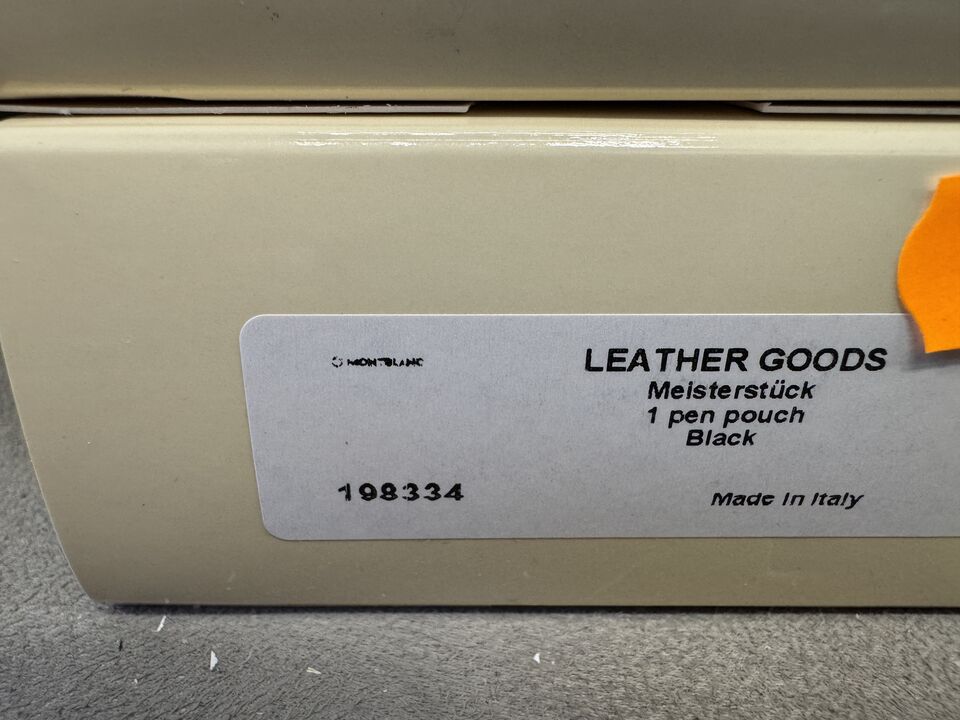 MONTBLANC
LEATHER GOODS
Meisterstück
1 pen pouch
Black
198334
Made in Italy